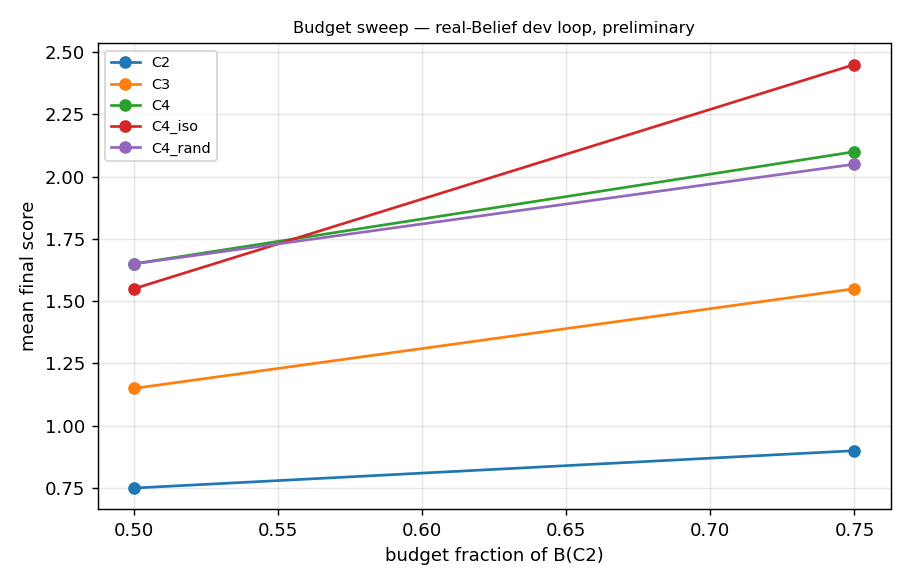 Budget sweep — real-Belief dev loop, preliminary
C2
C3
C4
C4_iso
C4_rand
mean final score
2.50
2.25
2.00
1.75
1.50
1.25
1.00
0.75
0.50 0.55 0.60 0.65 0.70 0.75
budget fraction of B(C2)